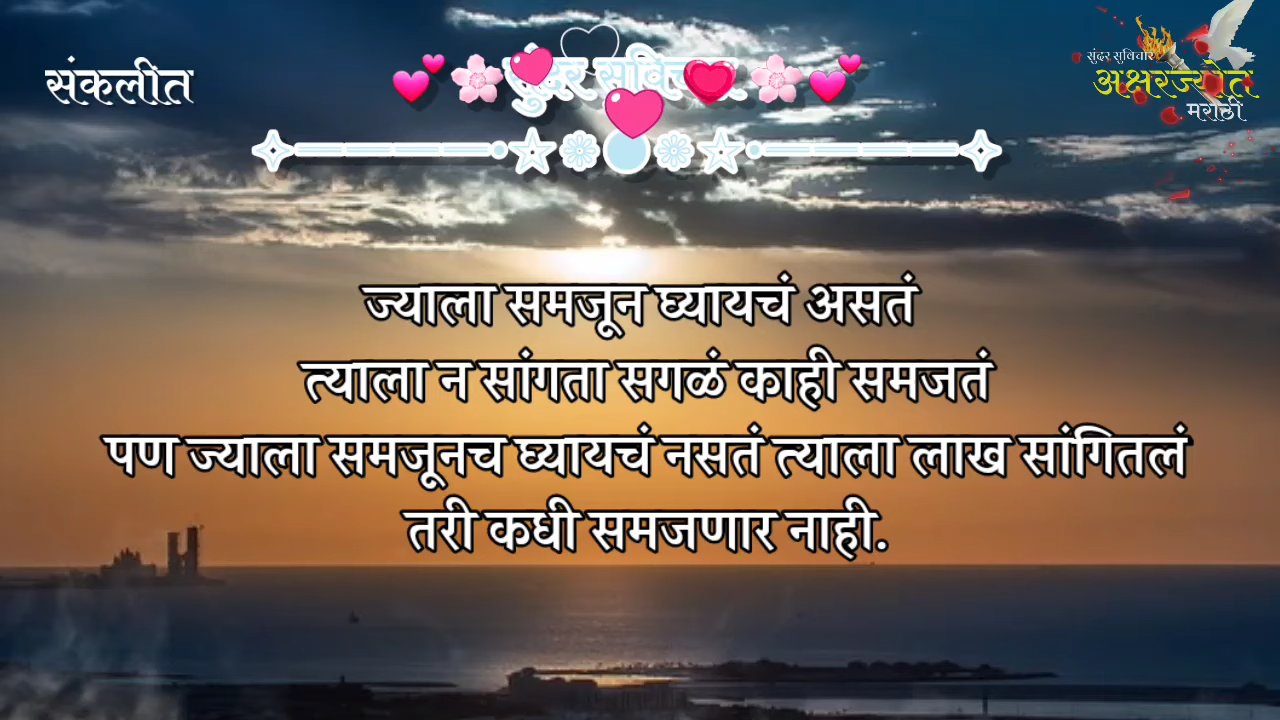 संकलीत
सुंदर सुविचार
अक्षरज्योत
मराठी
ज्याला समजून घ्यायचं असतं
त्याला न सांगता सगळं काही समजतं
पण ज्याला समजूनच घ्यायचं नसतं त्याला लाख सांगितलं
तरी कधी समजणार नाही.